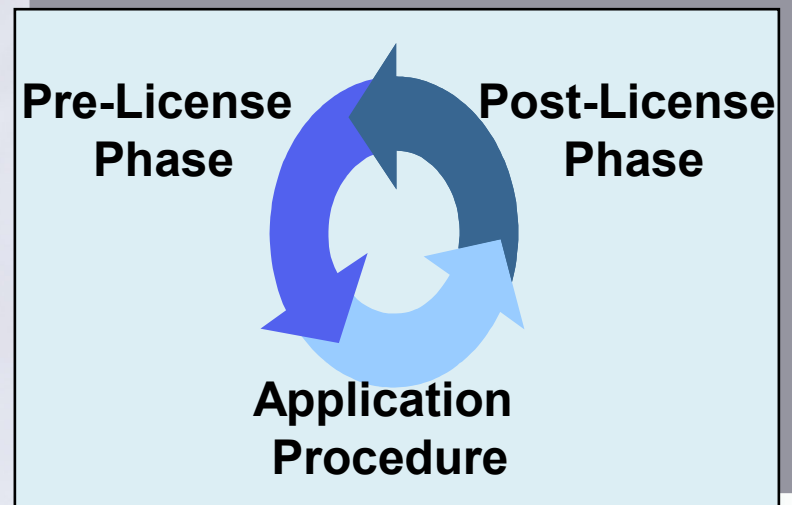 Pre-License
Phase
Post-License
Phase
Application
Procedure